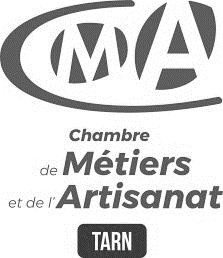 CMA
Chambre
de Métiers
et de l'Artisanat
TARN